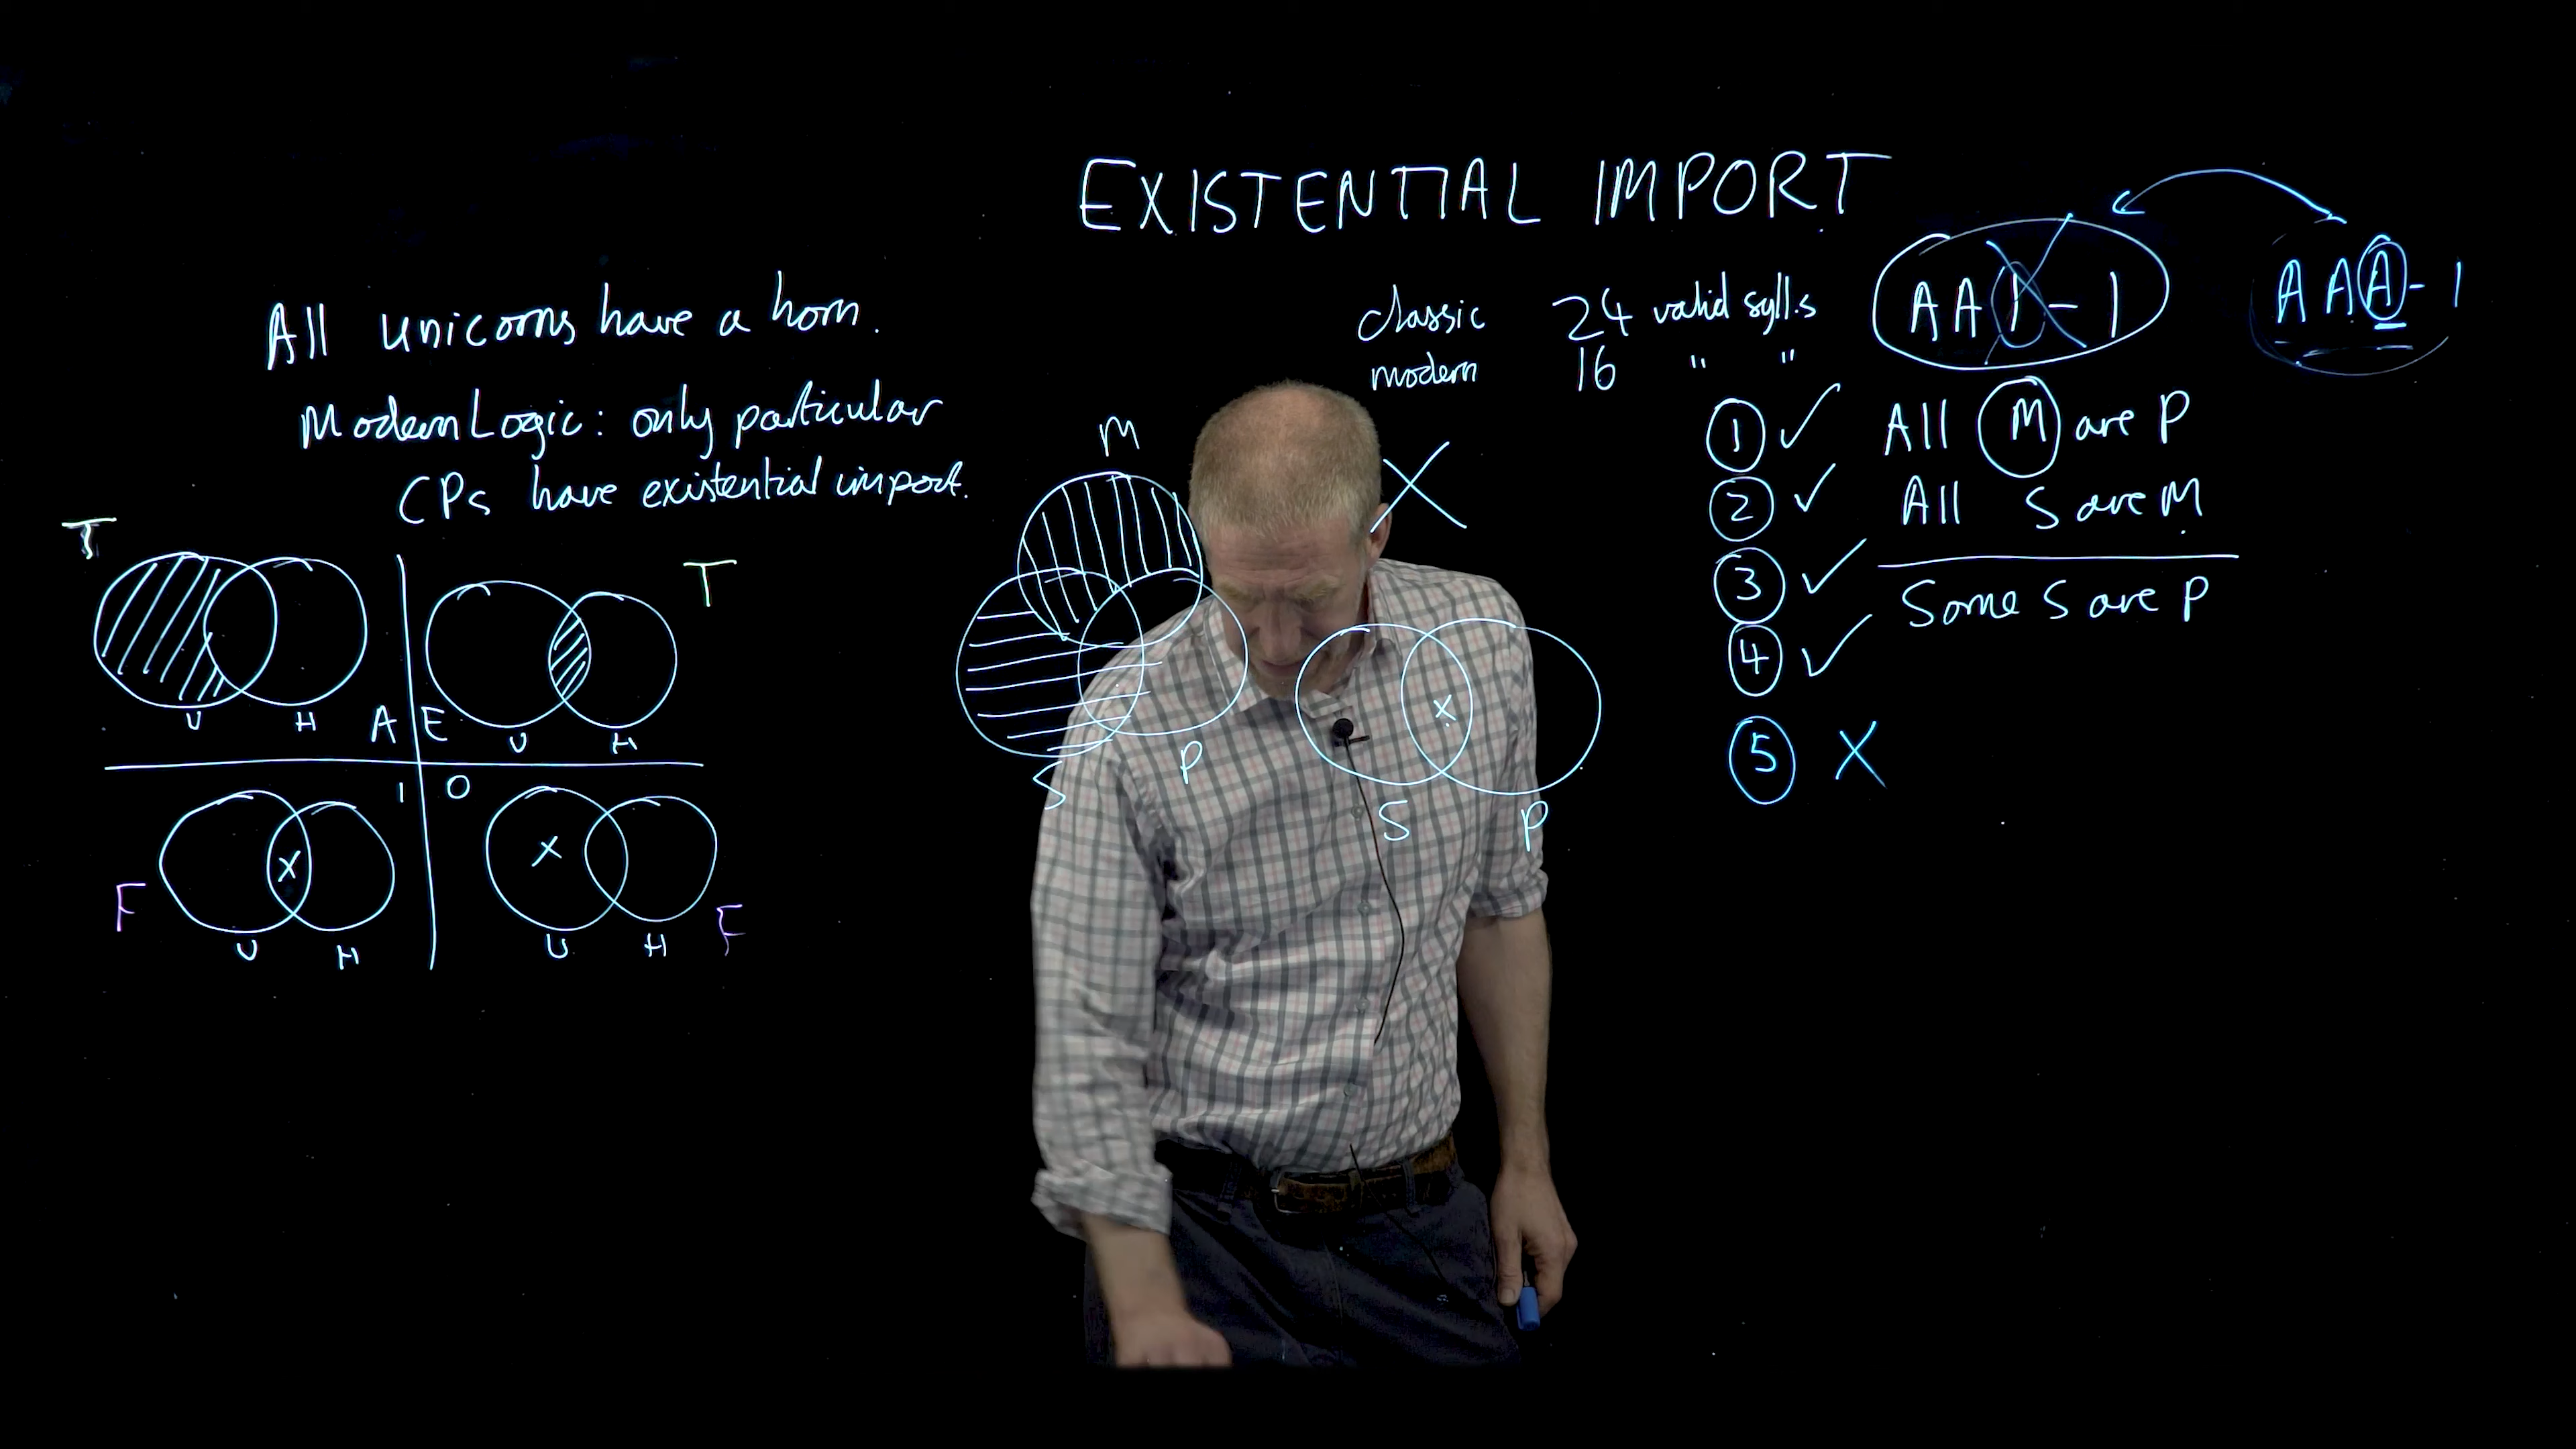 EXISTENTIAL IMPORT
All unicorns have a horn.
Modern Logic: only particular
CPs have existential import.
T
U H A
E U H
T
F
U H I
O U H
F
classic 24 valid syll.s
modern 16 " "
M
S P
X
X
S P
AAI-1
AAA-1
1 ✓ All M are P
2 ✓ All S are M
3 ✓
Some S are P
4 ✓
5 X